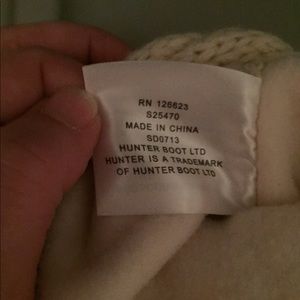 RN 126623
S25470
MADE IN CHINA
SD0713
HUNTER BOOT LTD
HUNTER IS A TRADEMARK
OF HUNTER BOOT LTD